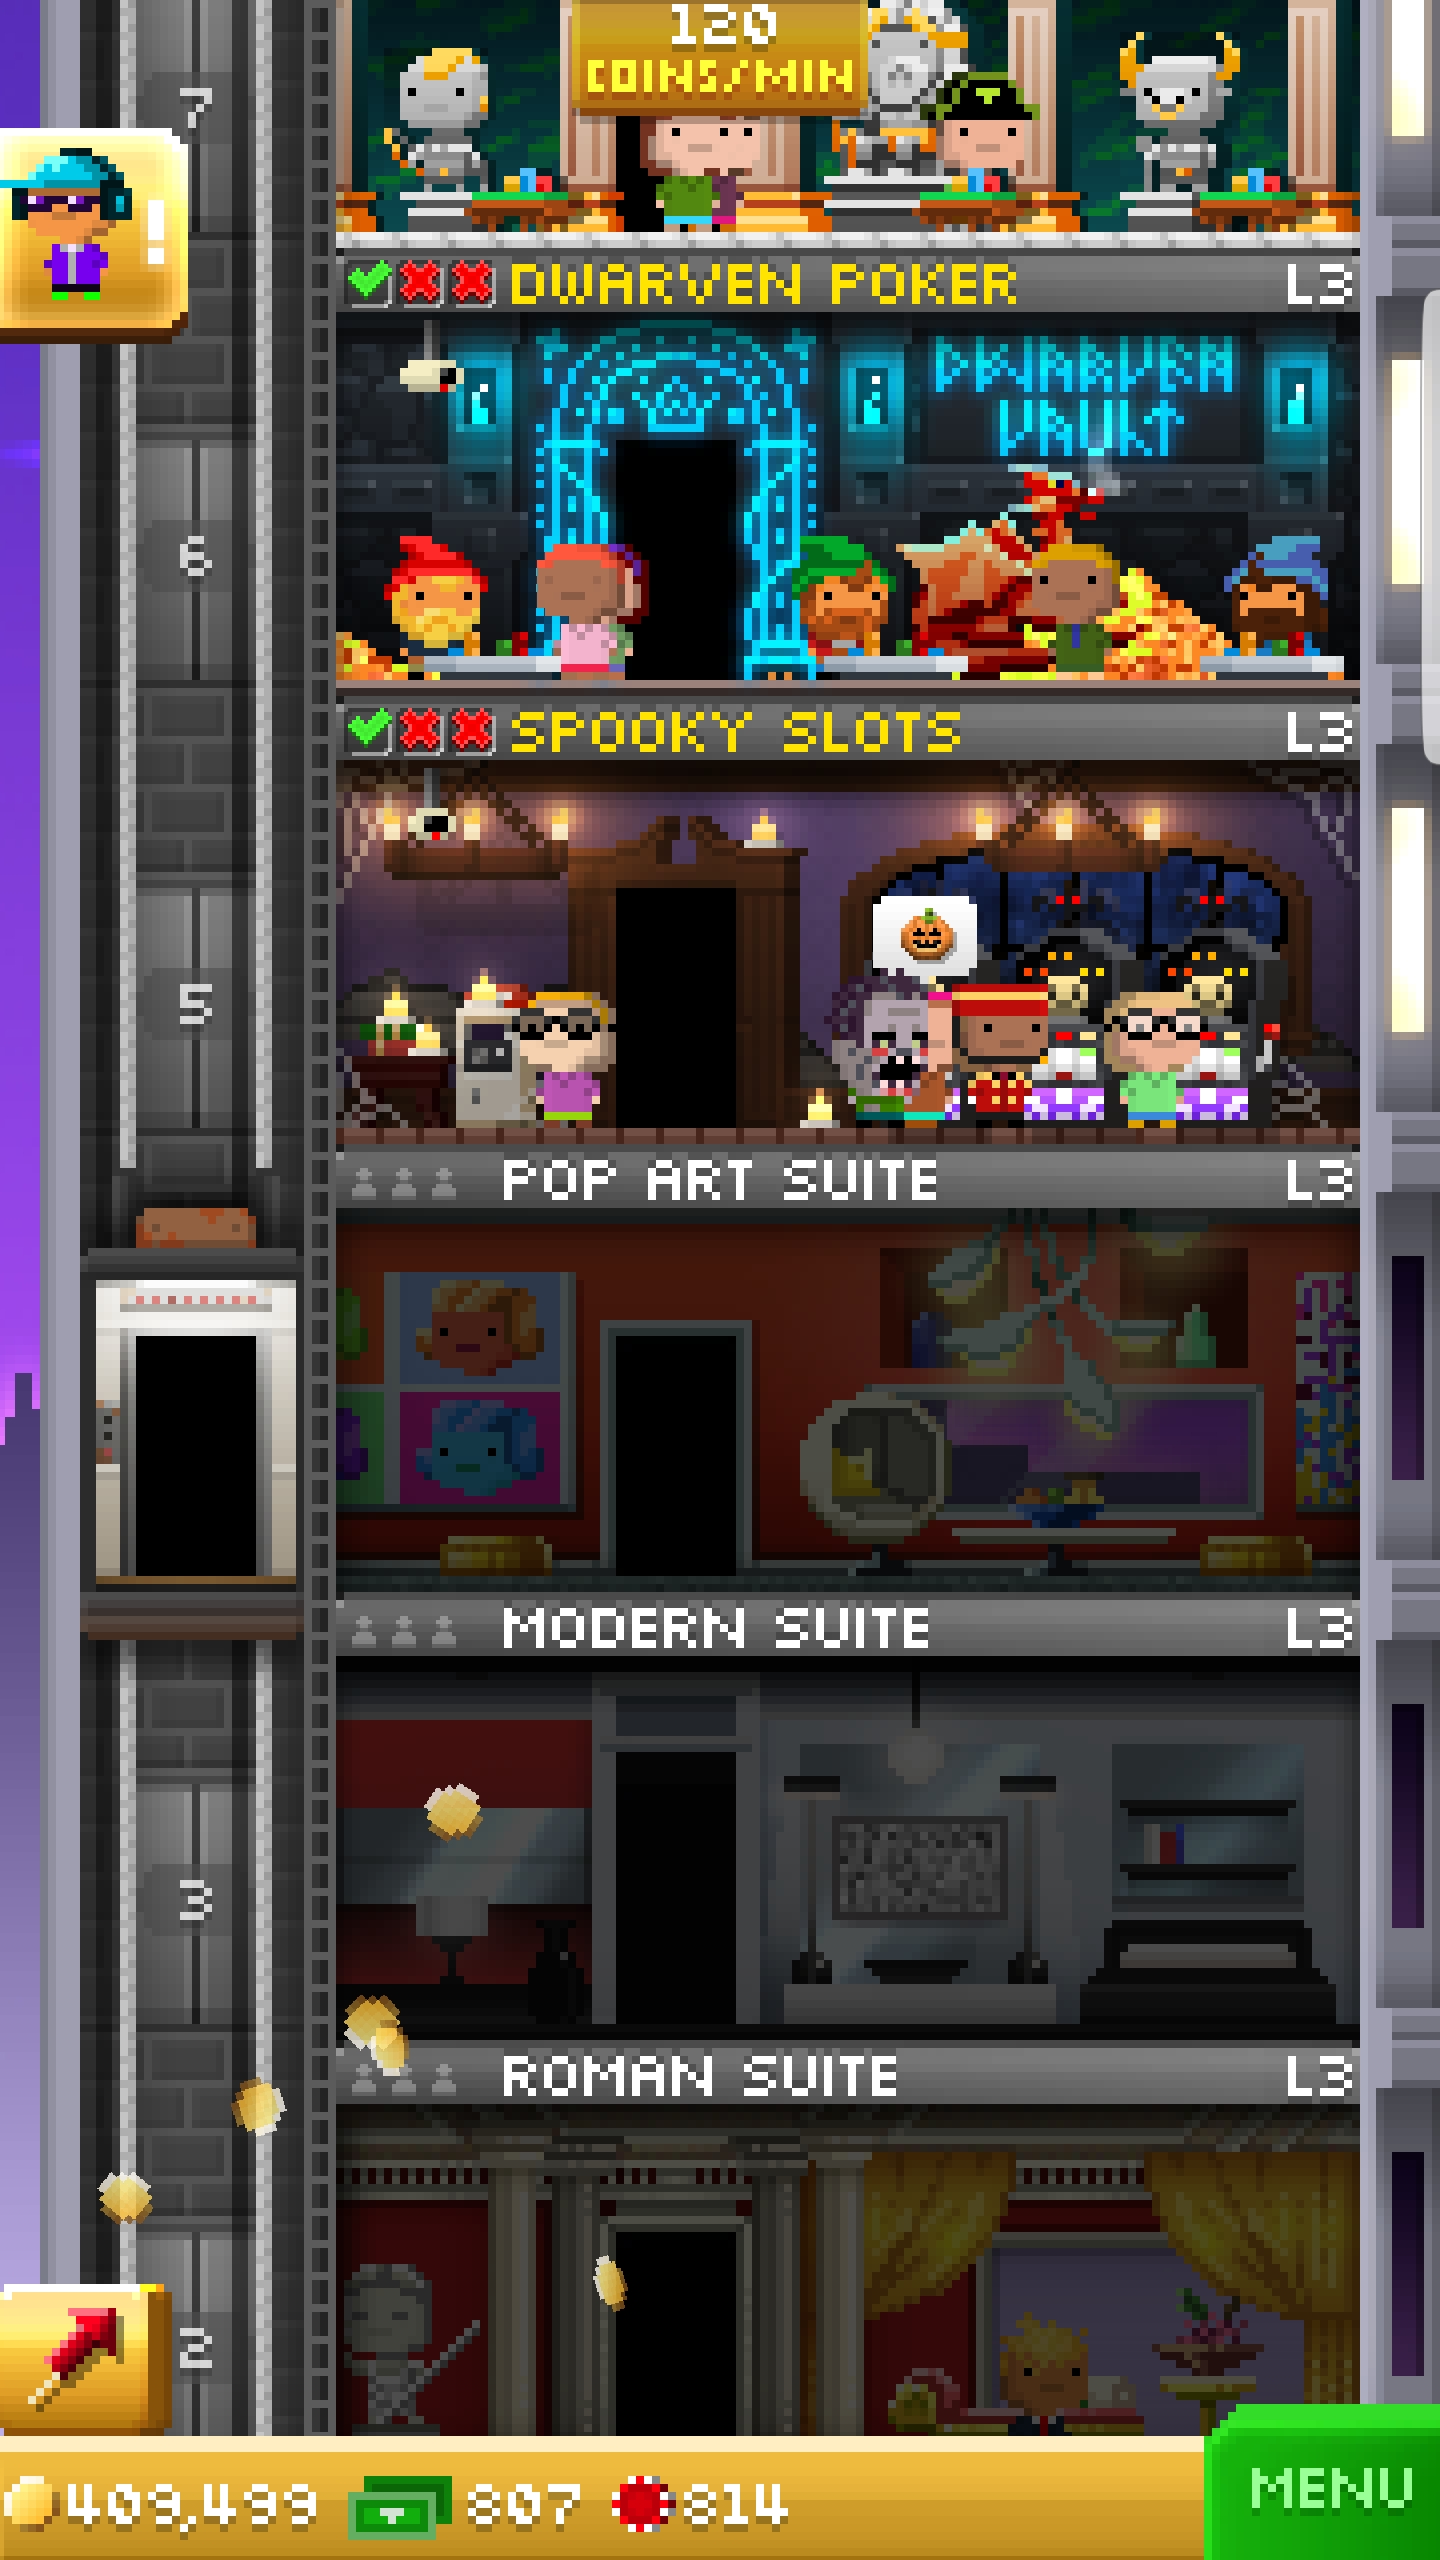 120
COINS/MIN
7
DWARVEN POKER L3
DWARVEN
VAULT
6
SPOOKY SLOTS L3
5
POP ART SUITE L3
MODERN SUITE L3
3
ROMAN SUITE L3
2
!
409,499 807 814
MENU